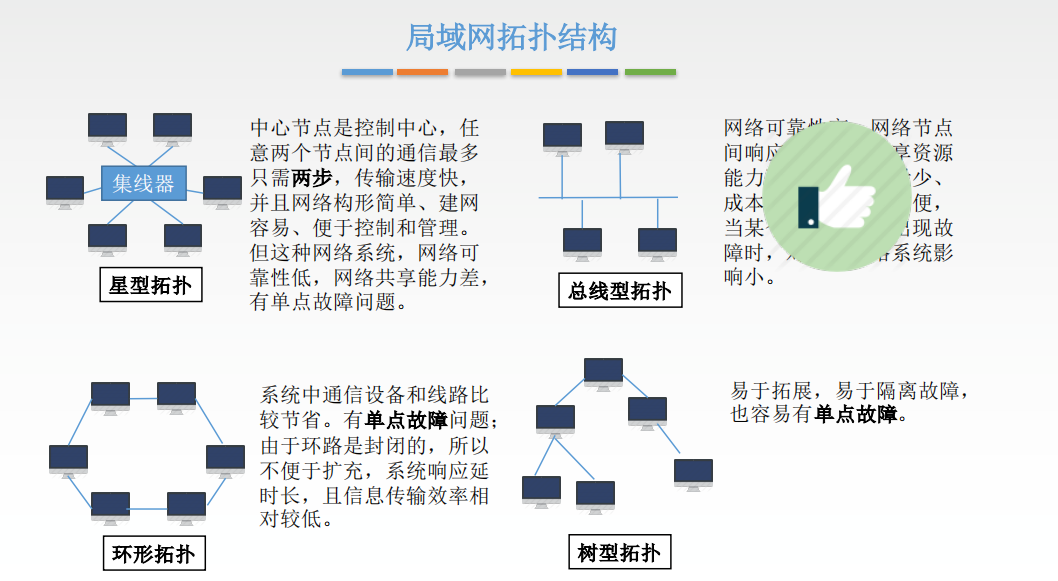 局域网拓扑结构
集线器
星型拓扑
中心节点是控制中心，任
意两个节点间的通信最多
只需两步，传输速度快，
并且网络构形简单、建网
容易、便于控制和管理。
但这种网络系统，网络可
靠性低，网络共享能力差，
有单点故障问题。
总线型拓扑
网络可靠性 网络节点
间响应 享资源
能力 少、
成本 便，
当某 出现故
障时， 系统影
响小。
环形拓扑
系统中通信设备和线路比
较节省。有单点故障问题；
由于环路是封闭的，所以
不便于扩充，系统响应延
时长，且信息传输效率相
对较低。
树型拓扑
易于拓展，易于隔离故障，
也容易有单点故障。